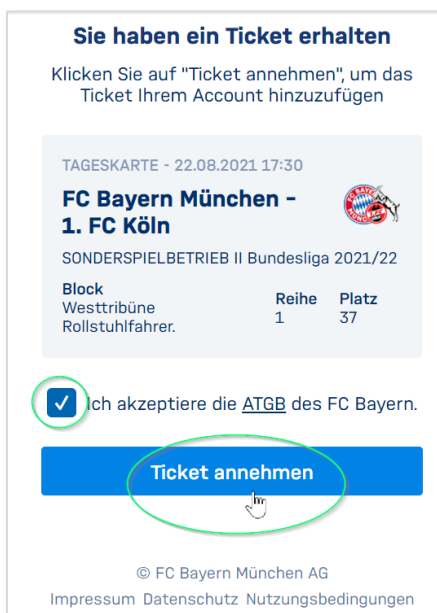 Sie haben ein Ticket erhalten
Klicken Sie auf "Ticket annehmen", um das
Ticket Ihrem Account hinzuzufügen
TAGESKARTE - 22.08.2021 17:30
FC Bayern München -
1. FC Köln
SONDERSPIELBETRIEB II Bundesliga 2021/22
Block
Westtribüne
Rollstuhlfahrer.
Reihe
1
Platz
37
Ich akzeptiere die ATGB des FC Bayern.
Ticket annehmen
© FC Bayern München AG
Impressum Datenschutz Nutzungsbedingungen